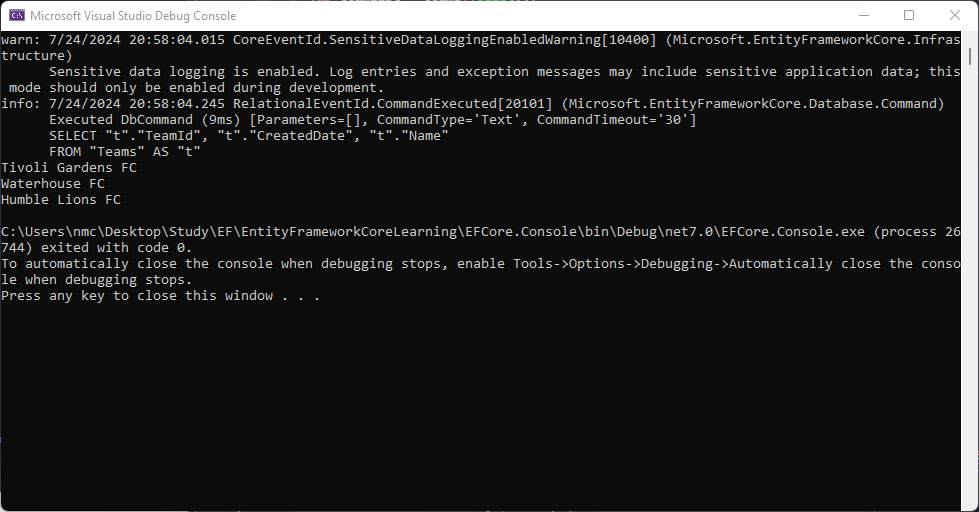 Microsoft Visual Studio Debug Console
warn: 7/24/2024 20:58:04.015 CoreEventId.SensitiveDataLoggingEnabledWarning[10400] (Microsoft.EntityFrameworkCore.Infras
tructure)
      Sensitive data logging is enabled. Log entries and exception messages may include sensitive application data; this
 mode should only be enabled during development.
info: 7/24/2024 20:58:04.245 RelationalEventId.CommandExecuted[20101] (Microsoft.EntityFrameworkCore.Database.Command)
      Executed DbCommand (9ms) [Parameters=[], CommandType='Text', CommandTimeout='30']
      SELECT "t"."TeamId", "t"."CreatedDate", "t"."Name"
      FROM "Teams" AS "t"
Tivoli Gardens FC
Waterhouse FC
Humble Lions FC
C:\Users\nmc\Desktop\Study\EF\EntityFrameworkCoreLearning\EFCore.Console\bin\Debug\net7.0\EFCore.Console.exe (process 26
744) exited with code 0.
To automatically close the console when debugging stops, enable Tools->Options->Debugging->Automatically close the conso
le when debugging stops.
Press any key to close this window . . .